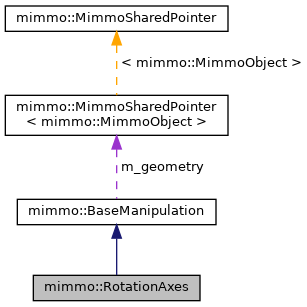 mimmo::MimmoSharedPointer
< mimmo::MimmoObject >
mimmo::MimmoSharedPointer
< mimmo::MimmoObject >
m_geometry
mimmo::BaseManipulation
mimmo::RotationAxes